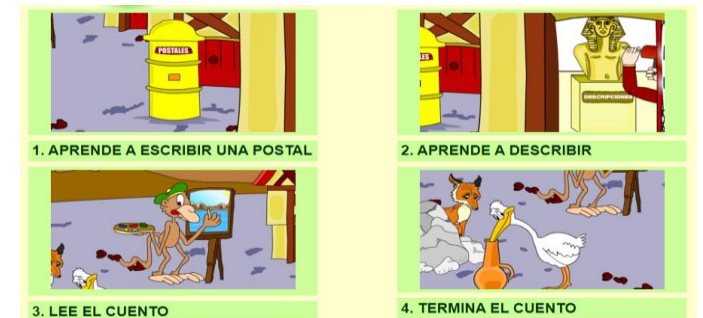 POSTALES
1. APRENDE A ESCRIBIR UNA POSTAL
DESCRIPCIONES
2. APRENDE A DESCRIBIR
3. LEE EL CUENTO
4. TERMINA EL CUENTO